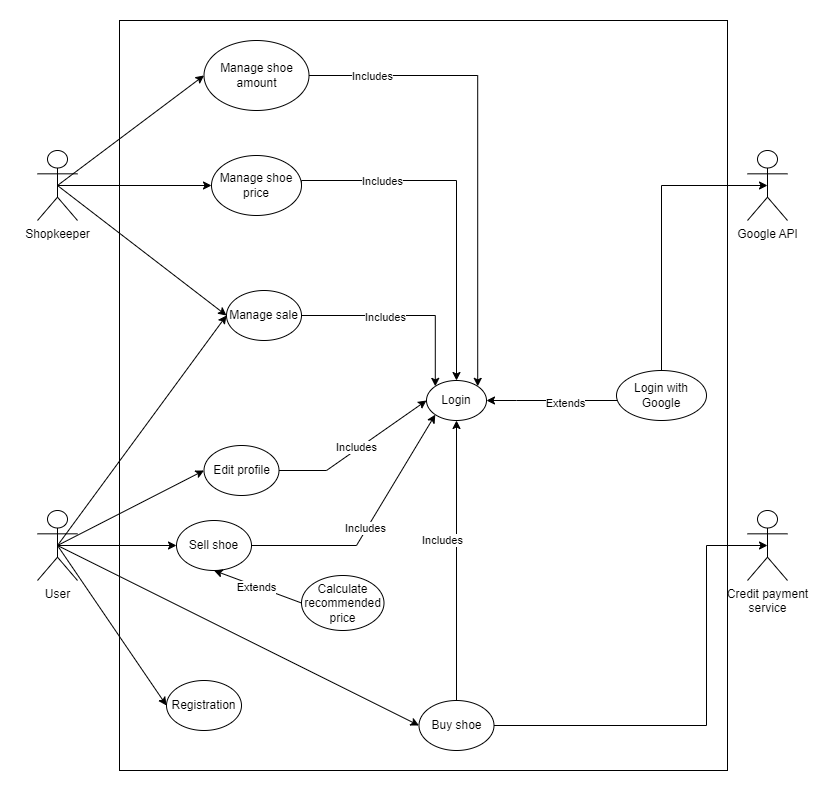 Manage shoe
amount
Includes
Manage shoe
price
Includes
Shopkeeper
Google API
Manage sale
Includes
Login with
Google
Login
Extends
Includes
Edit profile
Includes
Sell shoe
Includes
Extends
Calculate
recommended
price
User
Credit payment
service
Registration
Buy shoe